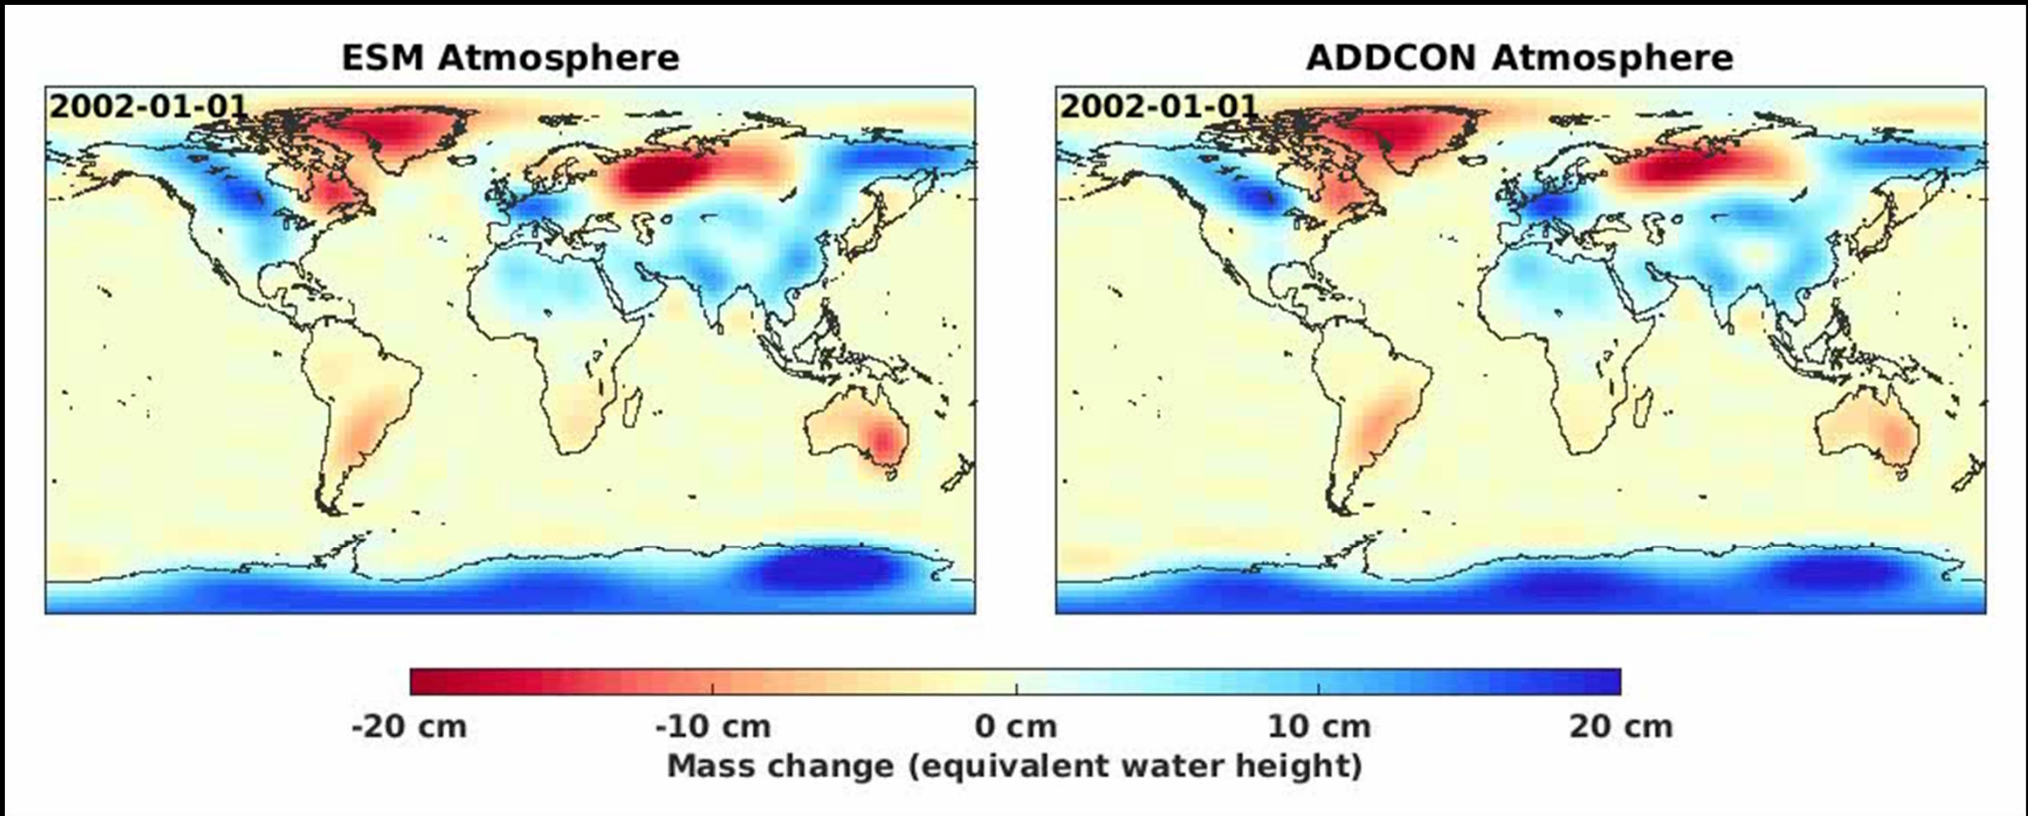 ESM Atmosphere
ADDCON Atmosphere
2002-01-01
2002-01-01
-20 cm
-10 cm
0 cm
10 cm
20 cm
Mass change (equivalent water height)